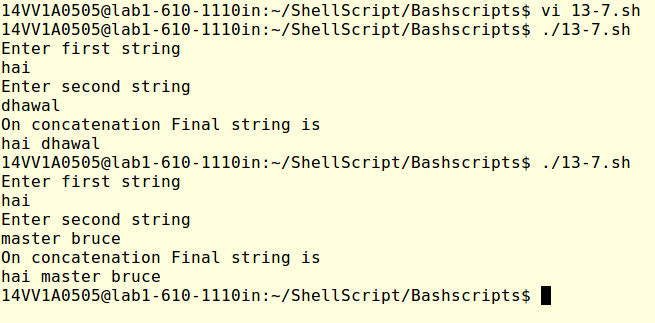 14VV1A0505@lab1-610-1110in:~/ShellScript/Bashscripts$ vi 13-7.sh
14VV1A0505@lab1-610-1110in:~/ShellScript/Bashscripts$ ./13-7.sh
Enter first string
hai
Enter second string
dhawal
On concatenation Final string is
hai dhawal
14VV1A0505@lab1-610-1110in:~/ShellScript/Bashscripts$ ./13-7.sh
Enter first string
hai
Enter second string
master bruce
On concatenation Final string is
hai master bruce
14VV1A0505@lab1-610-1110in:~/ShellScript/Bashscripts$